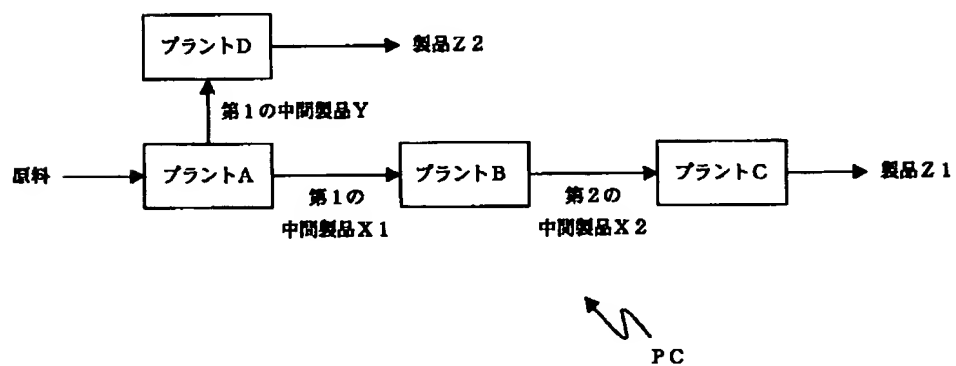 プラントD
製品Z2
第1の中間製品Y
原料
プラントA
プラントB
プラントC
製品Z1
第1の
中間製品X1
第2の
中間製品X2
PC